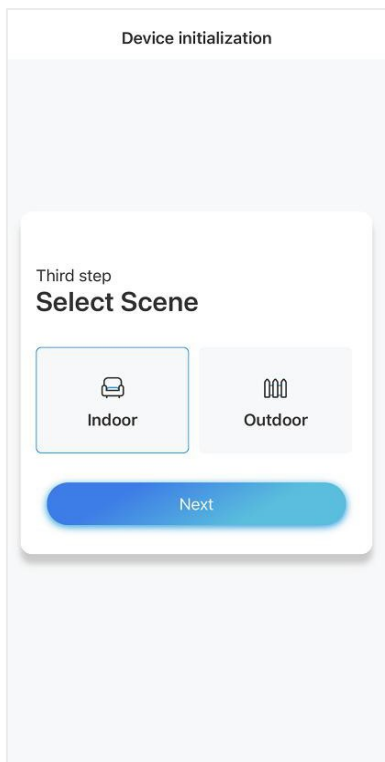 Device initialization
Third step
Select Scene
Indoor
Outdoor
Next